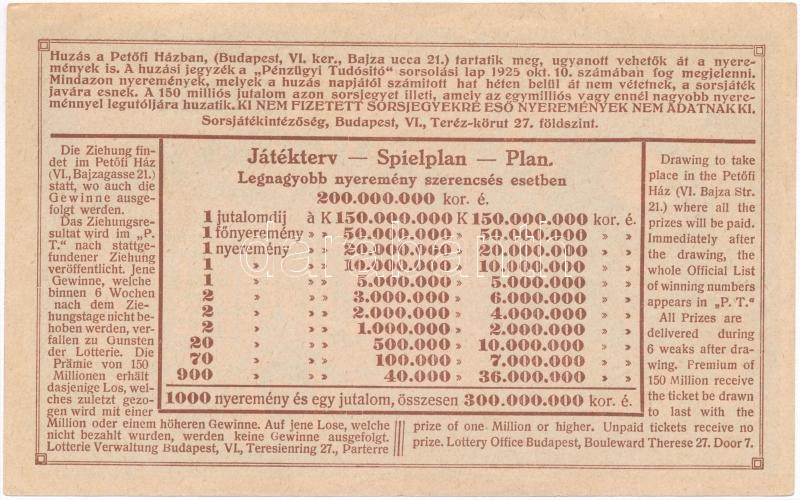 Huzás a Petőfi Házban, (Budapest, VI. ker., Bajza ucca 21.) tartatik meg, ugyanott vehetők át a nyere-
mények is. A huzási jegyzék a „Pénzügyi Tudósitó" sorsolási lap 1925 okt. 10. számában fog megjelenni.
Mindazon nyeremények, melyek a huzás napjától számitott hat héten belül át nem vétetnek, a sorsjáték
javára esnek. A 150 milliós jutalom azon sorsjegyet illeti, amely az egymilliós vagy ennél nagyobb nyere-
ménnyel legutoljára huzatik. KI NEM FIZETETT SORSJEGYEKRE ESŐ NYEREMÉNYEK NEM ADATNAK KI.
Sorsjátékintézőség, Budapest, VI., Teréz-körut 27. földszint.
Die Ziehung fin-
det im Petőfi Ház
(VI., Bajzagasse 21.)
statt, wo auch die
Gewinne ausge-
folgt werden.
Das Ziehungsre-
sultat wird im „P.
T." nach stattge-
fundener Ziehung
veröffentlicht. Jene
Gewinne, welche
binnen 6 Wochen
nach dem Zie-
hungstage nicht be-
hoben werden, ver-
fallen zu Gunsten
der Lotterie. Die
Prämie von 150
Millionen erhält
dasjenige Los, wel-
ches zuletzt gezo-
gen wird mit einer
Million oder einem höheren Gewinne. Auf jene Lose, welche
nicht bezahlt wurden, werden keine Gewinne ausgefolgt.
Lotterie Verwaltung Budapest, VI., Teresienring 27., Parterre
Játékterv — Spielplan — Plan.
Legnagyobb nyeremény szerencsés esetben
200.000.000 kor. é.
1 jutalomdij à K 150.000.000 K 150.000.000 kor. é.
1 főnyeremény » » 50.000.000 » 50.000.000 » »
1 nyeremény » » 20.000.000 » 20.000.000 » »
1 » » » 10.000.000 » 10.000.000 » »
1 » » » 5.000.000 » 5.000.000 » »
2 » » » 3.000.000 » 6.000.000 » »
2 » » » 2.000.000 » 4.000.000 » »
2 » » » 1.000.000 » 2.000.000 » »
20 » » » 500.000 » 10.000.000 » »
70 » » » 100.000 » 7.000.000 » »
900 » » » 40.000 » 36.000.000 » »
1000 nyeremény és egy jutalom, összesen 300.000.000 kor. é.
Drawing to take
place in the Petőfi
Ház (VI. Bajza Str.
21.) where all the
prizes will be paid.
Immediately after
the drawing, the
whole Official List
of winning numbers
appears in „P. T."
All Prizes are
delivered during
6 weaks after dra-
wing. Fremium of
150 Million receive
the ticket be drawn
to last with the
prize of one Million or higher. Unpaid tickets receive no
prize. Lottery Office Budapest, Bouleward Therese 27. Door 7.
darabanth